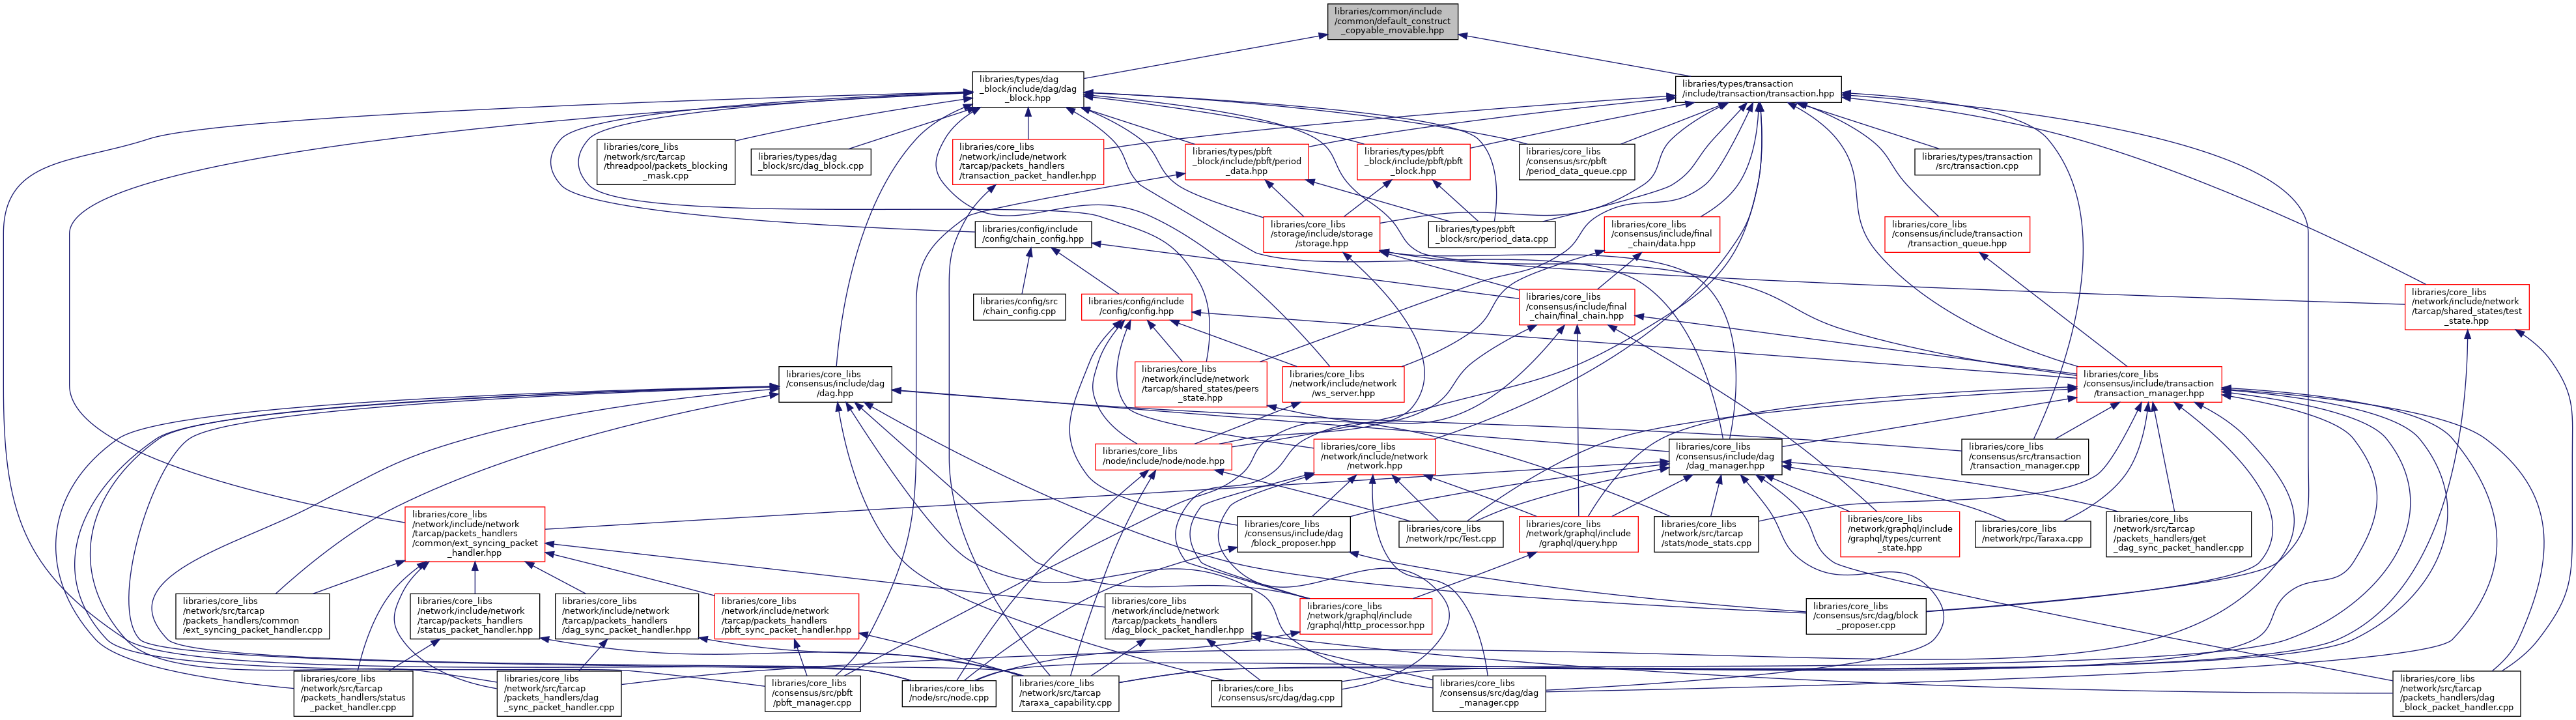 libraries/common/include
/common/default_construct
_copyable_movable.hpp
libraries/types/dag
_block/include/dag/dag
_block.hpp
libraries/types/transaction
/include/transaction/transaction.hpp
libraries/core_libs
/network/src/tarcap
/threadpool/packets_blocking
_mask.cpp
libraries/types/dag
_block/src/dag_block.cpp
libraries/core_libs
/network/include/network
/tarcap/packets_handlers
/transaction_packet_handler.hpp
libraries/types/pbft
_block/include/pbft/period
_data.hpp
libraries/types/pbft
_block/include/pbft/pbft
_block.hpp
libraries/core_libs
/consensus/src/pbft
/period_data_queue.cpp
libraries/types/transaction
/src/transaction.cpp
libraries/config/include
/config/chain_config.hpp
libraries/core_libs
/storage/include/storage
/storage.hpp
libraries/types/pbft
_block/src/period_data.cpp
libraries/core_libs
/consensus/include/final
_chain/data.hpp
libraries/core_libs
/consensus/include/transaction
/transaction_queue.hpp
libraries/config/src
/chain_config.cpp
libraries/config/include
/config/config.hpp
libraries/core_libs
/consensus/include/final
_chain/final_chain.hpp
libraries/core_libs
/network/include/network
/tarcap/shared_states/test
_state.hpp
libraries/core_libs
/consensus/include/dag
/dag.hpp
libraries/core_libs
/network/include/network
/tarcap/shared_states/peers
_state.hpp
libraries/core_libs
/network/include/network
/ws_server.hpp
libraries/core_libs
/consensus/include/transaction
/transaction_manager.hpp
libraries/core_libs
/node/include/node/node.hpp
libraries/core_libs
/network/include/network
/network.hpp
libraries/core_libs
/consensus/include/dag
/dag_manager.hpp
libraries/core_libs
/consensus/src/transaction
/transaction_manager.cpp
libraries/core_libs
/network/include/network
/tarcap/packets_handlers
/common/ext_syncing_packet
_handler.hpp
libraries/core_libs
/consensus/include/dag
/block_proposer.hpp
libraries/core_libs
/network/rpc/Test.cpp
libraries/core_libs
/network/graphql/include
/graphql/query.hpp
libraries/core_libs
/network/src/tarcap
/stats/node_stats.cpp
libraries/core_libs
/network/graphql/include
/graphql/types/current
_state.hpp
libraries/core_libs
/network/rpc/Taraxa.cpp
libraries/core_libs
/network/src/tarcap
/packets_handlers/get
_dag_sync_packet_handler.cpp
libraries/core_libs
/network/src/tarcap
/packets_handlers/common
/ext_syncing_packet_handler.cpp
libraries/core_libs
/network/include/network
/tarcap/packets_handlers
/status_packet_handler.hpp
libraries/core_libs
/network/include/network
/tarcap/packets_handlers
/dag_sync_packet_handler.hpp
libraries/core_libs
/network/include/network
/tarcap/packets_handlers
/pbft_sync_packet_handler.hpp
libraries/core_libs
/network/include/network
/tarcap/packets_handlers
/dag_block_packet_handler.hpp
libraries/core_libs
/network/graphql/include
/graphql/http_processor.hpp
libraries/core_libs
/consensus/src/dag/block
_proposer.cpp
libraries/core_libs
/network/src/tarcap
/packets_handlers/status
_packet_handler.cpp
libraries/core_libs
/network/src/tarcap
/packets_handlers/dag
_sync_packet_handler.cpp
libraries/core_libs
/consensus/src/pbft
/pbft_manager.cpp
libraries/core_libs
/node/src/node.cpp
libraries/core_libs
/network/src/tarcap
/taraxa_capability.cpp
libraries/core_libs
/consensus/src/dag/dag.cpp
libraries/core_libs
/consensus/src/dag/dag
_manager.cpp
libraries/core_libs
/network/src/tarcap
/packets_handlers/dag
_block_packet_handler.cpp